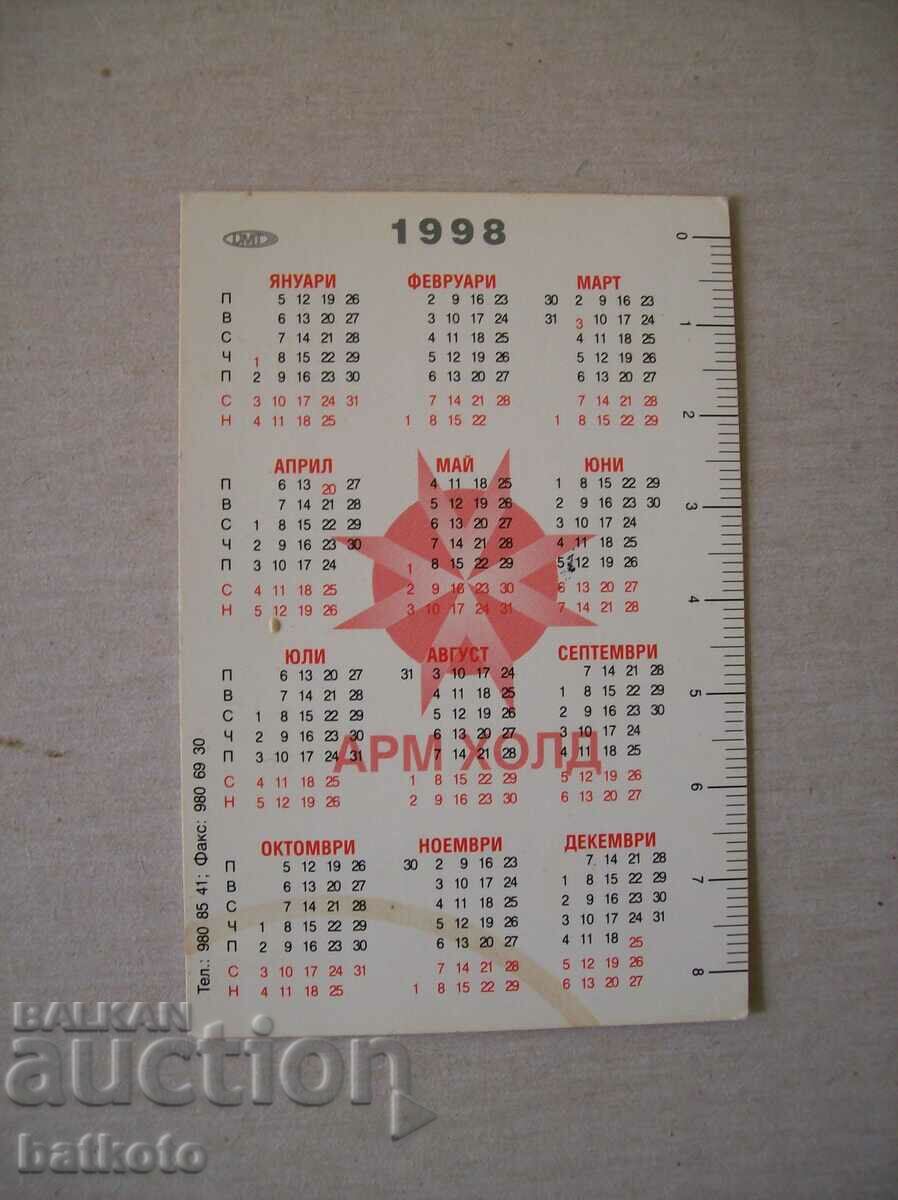 DMT 1998
ЯНУАРИ ФЕВРУАРИ МАРТ
П 5 12 19 26 2 9 16 23 30 2 9 16 23
В 6 13 20 27 3 10 17 24 31 3 10 17 24
С 7 14 21 28 4 11 18 25 4 11 18 25
Ч 1 8 15 22 29 5 12 19 26 5 12 19 26
П 2 9 16 23 30 6 13 20 27 6 13 20 27
С 3 10 17 24 31 7 14 21 28 7 14 21 28
Н 4 11 18 25 1 8 15 22 1 8 15 22 29
АПРИЛ МАЙ ЮНИ
П 6 13 20 27 4 11 18 25 1 8 15 22 29
В 7 14 21 28 5 12 19 26 2 9 16 23 30
С 1 8 15 22 29 6 13 20 27 3 10 17 24
Ч 2 9 16 23 30 7 14 21 28 4 11 18 25
П 3 10 17 24 1 8 15 22 29 5 12 19 26
С 4 11 18 25 2 9 16 23 30 6 13 20 27
Н 5 12 19 26 3 10 17 24 31 7 14 21 28
ЮЛИ АВГУСТ СЕПТЕМВРИ
П 6 13 20 27 31 3 10 17 24 7 14 21 28
В 7 14 21 28 4 11 18 25 1 8 15 22 29
С 1 8 15 22 29 5 12 19 26 2 9 16 23 30
Ч 2 9 16 23 30 6 13 20 27 3 10 17 24
П 3 10 17 24 31 7 14 21 28 4 11 18 25
С 4 11 18 25 1 8 15 22 29 5 12 19 26
Н 5 12 19 26 2 9 16 23 30 6 13 20 27
АРМ ХОЛД
ОКТОМВРИ НОЕМВРИ ДЕКЕМВРИ
П 5 12 19 26 30 2 9 16 23 7 14 21 28
В 6 13 20 27 3 10 17 24 1 8 15 22 29
С 7 14 21 28 4 11 18 25 2 9 16 23 30
Ч 1 8 15 22 29 5 12 19 26 3 10 17 24 31
П 2 9 16 23 30 6 13 20 27 4 11 18 25
С 3 10 17 24 31 7 14 21 28 5 12 19 26
Н 4 11 18 25 1 8 15 22 29 6 13 20 27
Тел.: 980 85 41; Факс: 980 69 30
0 1 2 3 4 5 6 7 8
BALKAN
auction
batkoto